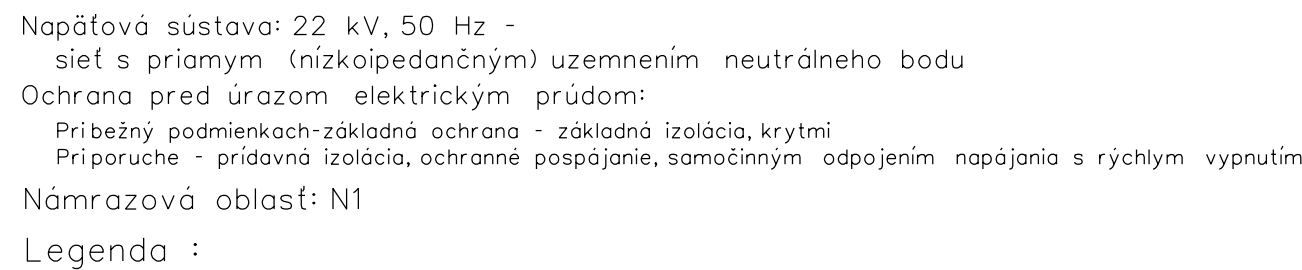 Napäťová sústava: 22 kV, 50 Hz -
sieť s priamym (nízkoipedančným) uzemnením neutrálneho bodu
Ochrana pred úrazom elektrickým prúdom:
Pri bežný podmienkach-základná ochrana - základná izolácia, krytmi
Pri poruche - prídavná izolácia, ochranné pospájanie, samočinným odpojením napájania s rýchlym vypnutím
Námrazová oblasť: N1
Legenda :